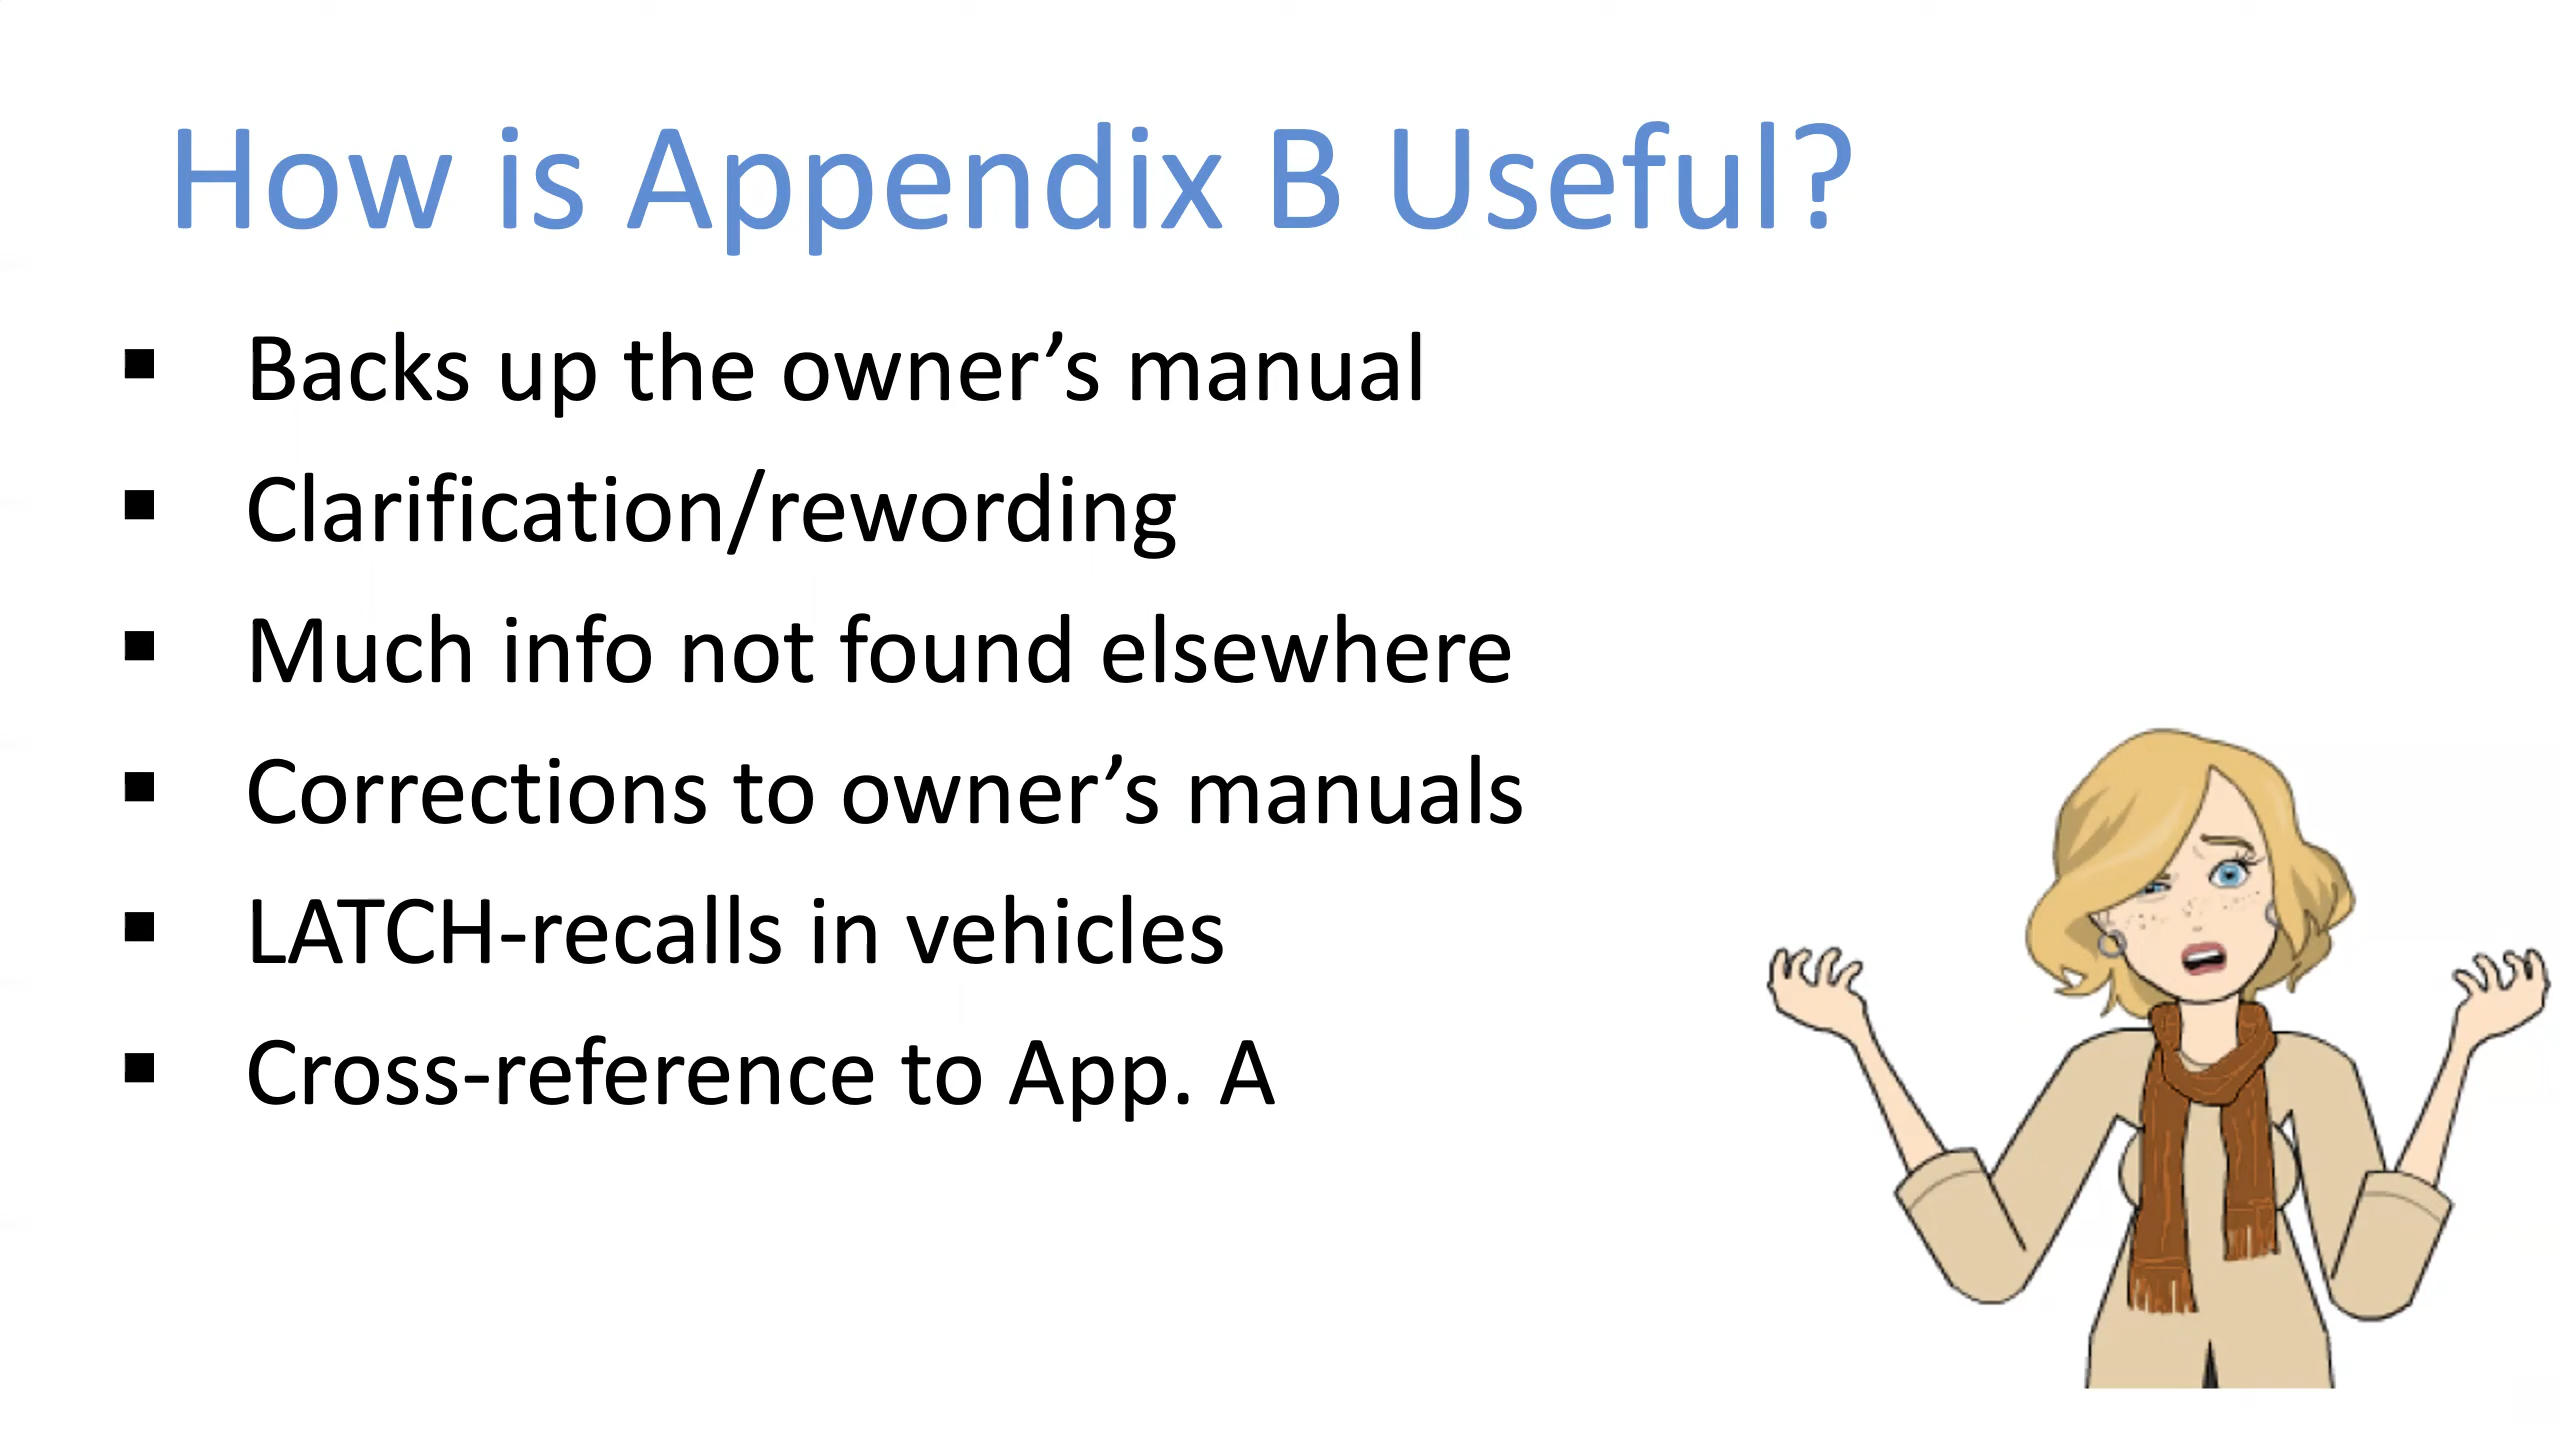 How is Appendix B Useful?
▪ Backs up the owner’s manual
▪ Clarification/rewording
▪ Much info not found elsewhere
▪ Corrections to owner’s manuals
▪ LATCH-recalls in vehicles
▪ Cross-reference to App. A